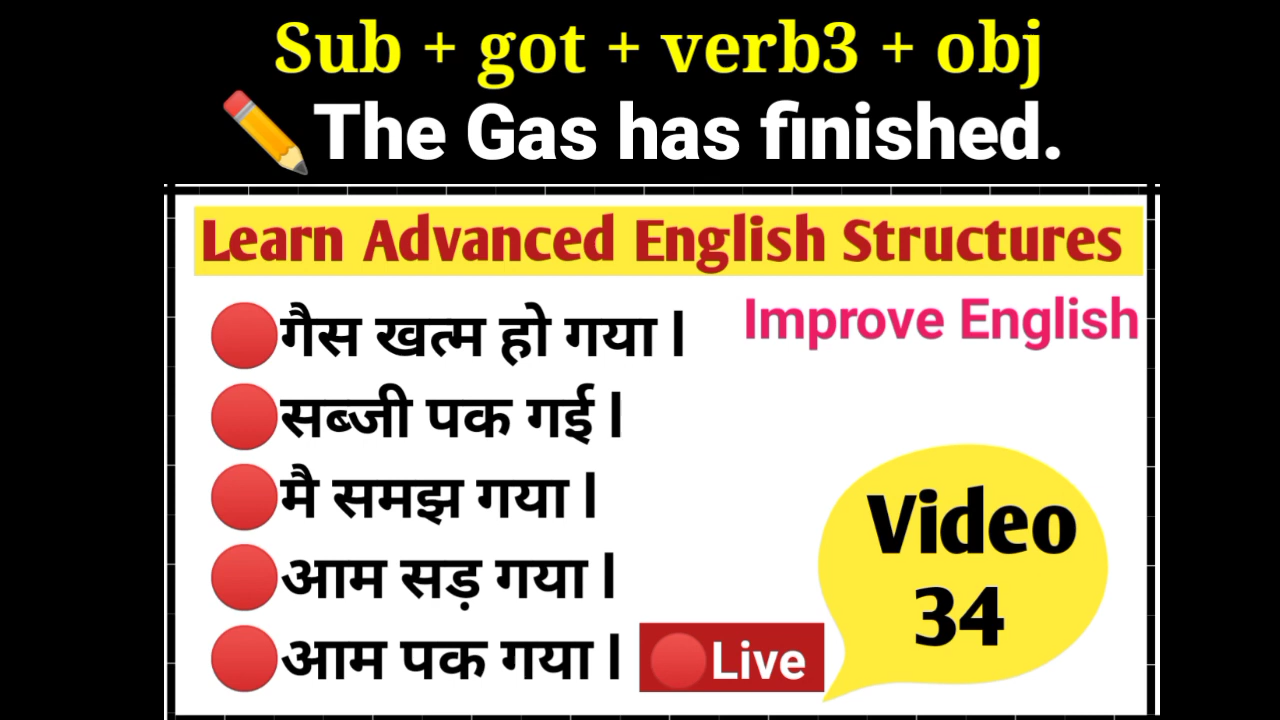 Sub + got + verb3 + obj
The Gas has finished.
Learn Advanced English Structures
Improve English
गैस खत्म हो गया l
सब्जी पक गई l
मै समझ गया l
आम सड़ गया l
आम पक गया l
Live
Video
34